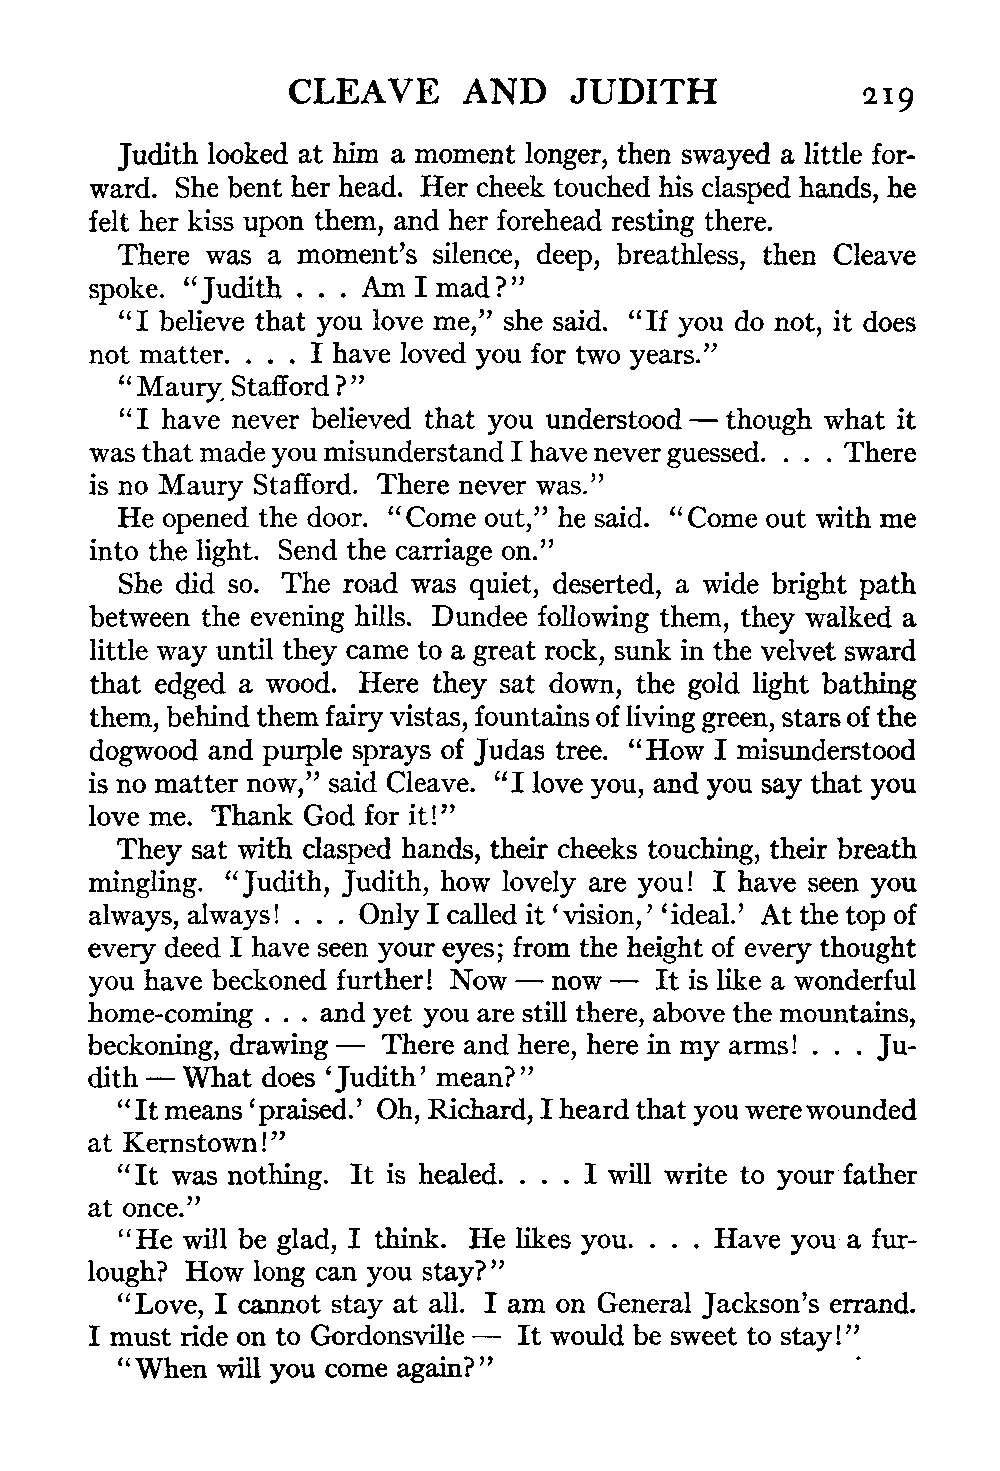 CLEAVE AND JUDITH 219
Judith looked at him a moment longer, then swayed a little for-
ward. She bent her head. Her cheek touched his clasped hands, he
felt her kiss upon them, and her forehead resting there.
There was a moment's silence, deep, breathless, then Cleave
spoke. "Judith . . . Am I mad?"
"I believe that you love me," she said. "If you do not, it does
not matter. . . . I have loved you for two years."
"Maury Stafford?"
"I have never believed that you understood — though what it
was that made you misunderstand I have never guessed. . . . There
is no Maury Stafford. There never was."
He opened the door. "Come out," he said. "Come out with me
into the light. Send the carriage on."
She did so. The road was quiet, deserted, a wide bright path
between the evening hills. Dundee following them, they walked a
little way until they came to a great rock, sunk in the velvet sward
that edged a wood. Here they sat down, the gold light bathing
them, behind them fairy vistas, fountains of living green, stars of the
dogwood and purple sprays of Judas tree. "How I misunderstood
is no matter now," said Cleave. "I love you, and you say that you
love me. Thank God for it!"
They sat with clasped hands, their cheeks touching, their breath
mingling. "Judith, Judith, how lovely are you! I have seen you
always, always! . . . Only I called it 'vision,' 'ideal.' At the top of
every deed I have seen your eyes; from the height of every thought
you have beckoned further! Now — now — It is like a wonderful
home-coming . . . and yet you are still there, above the mountains,
beckoning, drawing — There and here, here in my arms! . . . Ju-
dith — What does 'Judith' mean?"
"It means 'praised.' Oh, Richard, I heard that you were wounded
at Kernstown!"
"It was nothing. It is healed. . . . I will write to your father
at once."
"He will be glad, I think. He likes you. . . . Have you a fur-
lough? How long can you stay?"
"Love, I cannot stay at all. I am on General Jackson's errand.
I must ride on to Gordonsville — It would be sweet to stay!"
"When will you come again?"